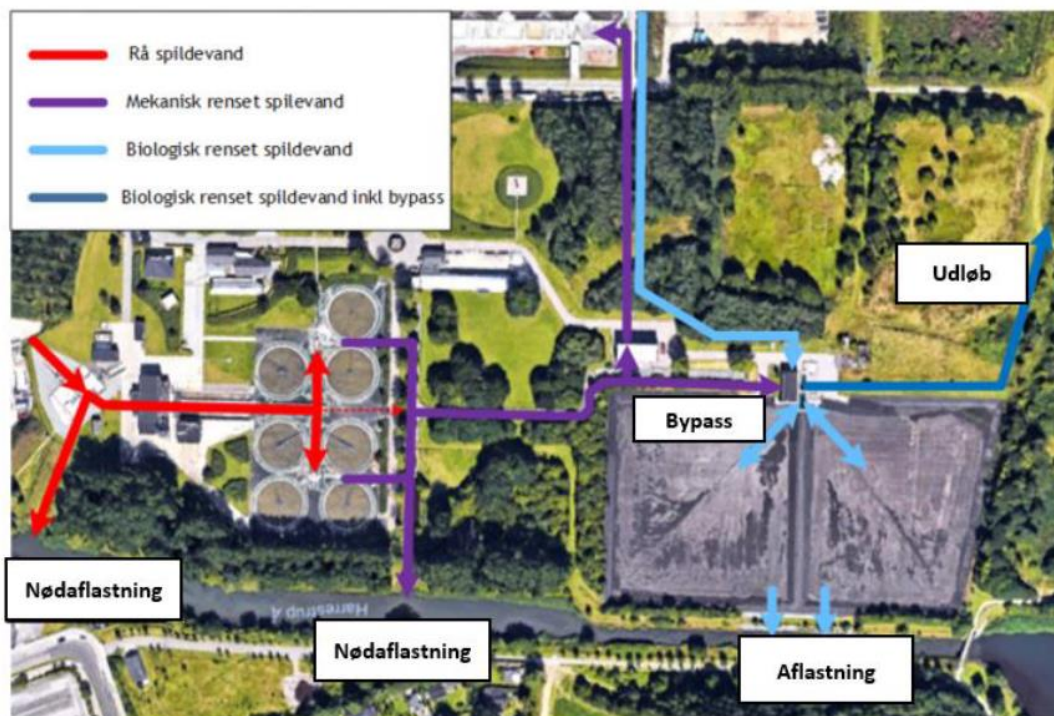 Rå spildevand
Mekanisk renset spilevand
Biologisk renset spildevand
Biologisk renset spildevand inkl bypass
Udløb
Bypass
Nødaflastning
Harrestrup Å
Nødaflastning
Aflastning